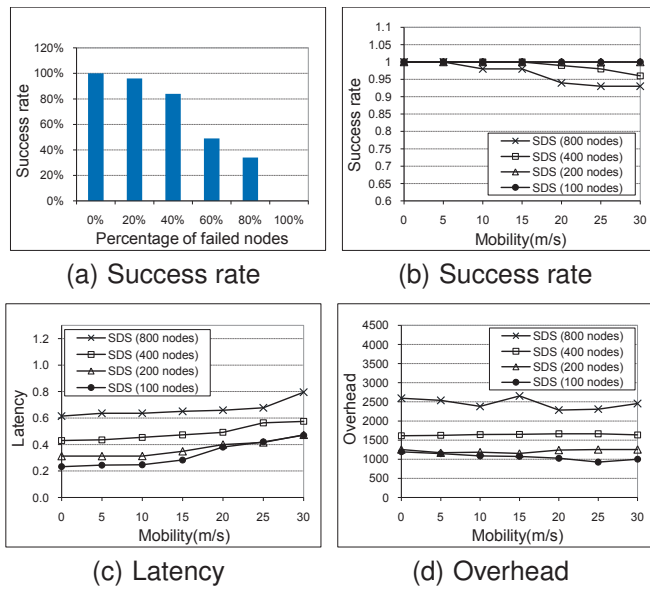 120%
100%
80%
60%
40%
20%
0%
Success rate
0% 20% 40% 60% 80% 100%
Percentage of failed nodes
(a) Success rate
1.1
1.05
1
0.95
0.9
0.85
0.8
0.75
0.7
0.65
0.6
Success rate
SDS (800 nodes)
SDS (400 nodes)
SDS (200 nodes)
SDS (100 nodes)
0 5 10 15 20 25 30
Mobility(m/s)
(b) Success rate
1.2
1.0
0.8
0.6
0.4
0.2
0.0
Latency
SDS (800 nodes)
SDS (400 nodes)
SDS (200 nodes)
SDS (100 nodes)
0 5 10 15 20 25 30
Mobility(m/s)
(c) Latency
4500
4000
3500
3000
2500
2000
1500
1000
500
0
Overhead
SDS (800 nodes)
SDS (400 nodes)
SDS (200 nodes)
SDS (100 nodes)
0 5 10 15 20 25 30
Mobility(m/s)
(d) Overhead